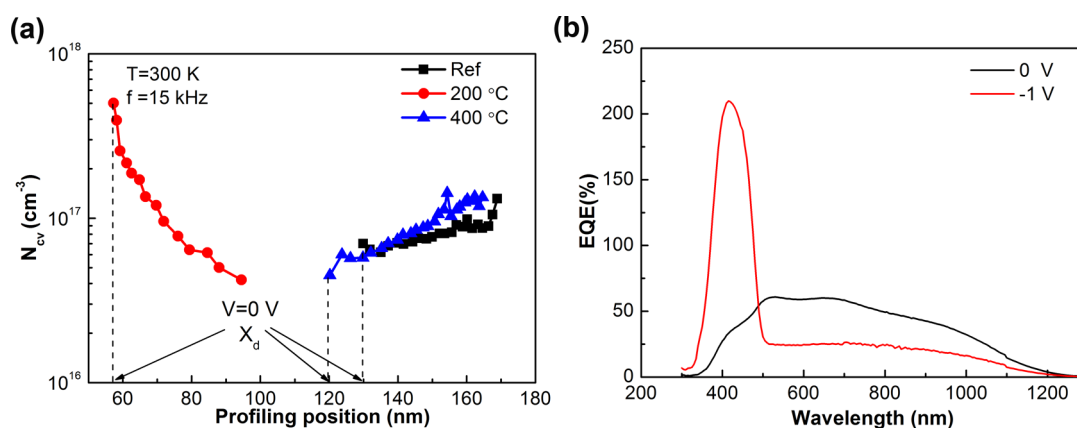 (a)
T=300 K
f =15 kHz
Ref
200 °C
400 °C
10^18
10^17
10^16
N_cv (cm^-3)
V=0 V
X_d
60 80 100 120 140 160 180
Profiling position (nm)
(b)
0 V
-1 V
250
200
150
100
50
0
EQE(%)
200 400 600 800 1000 1200
Wavelength (nm)